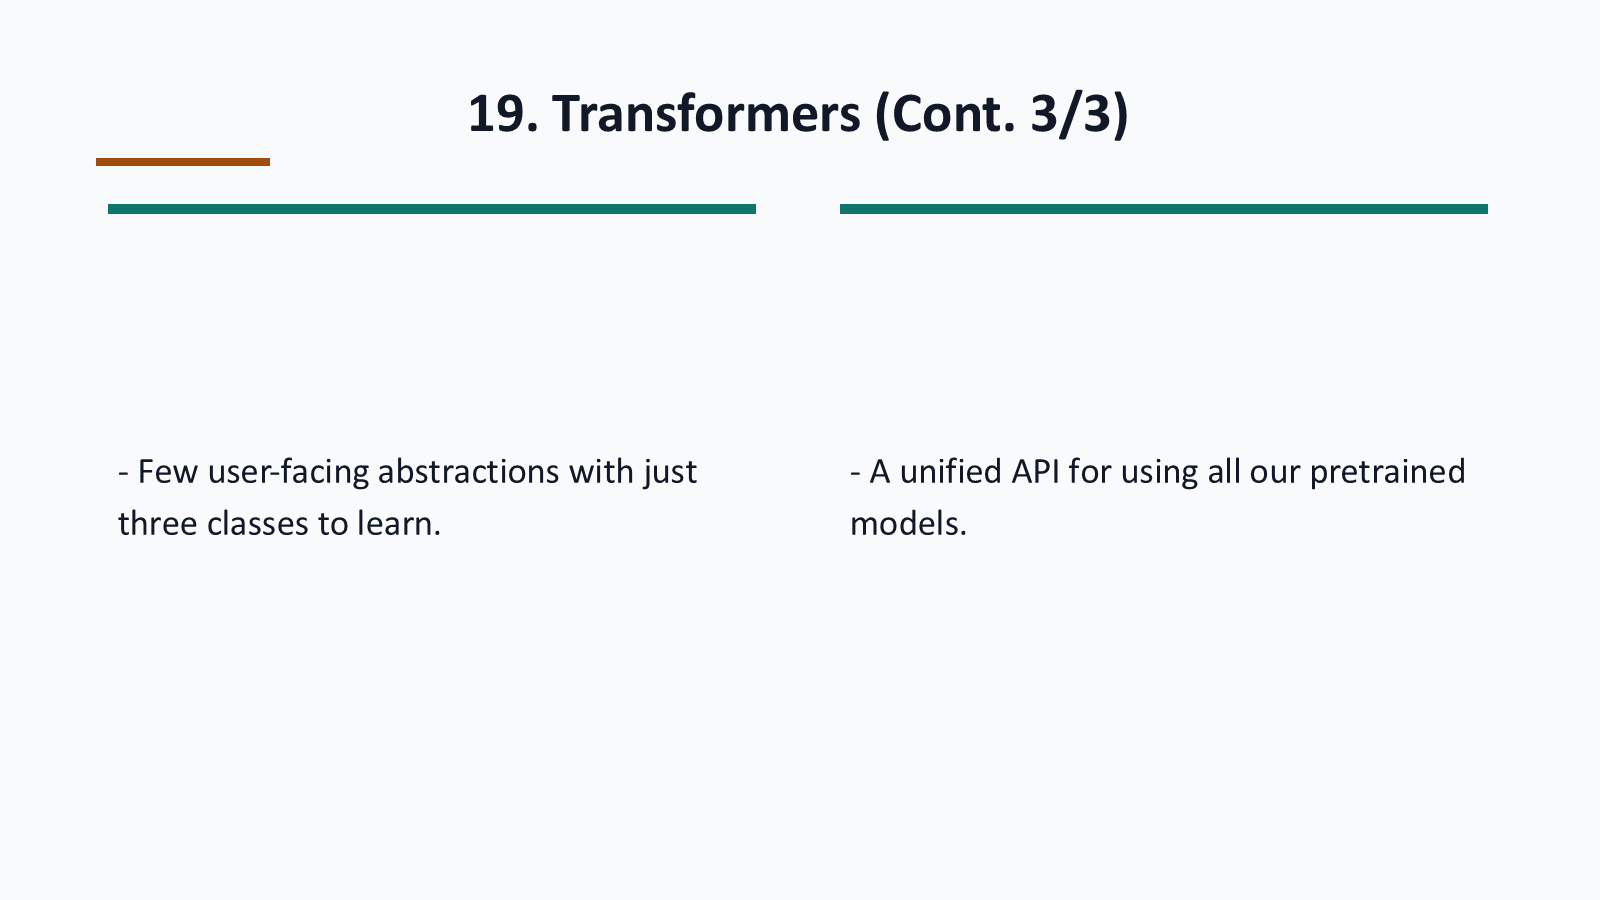 19. Transformers (Cont. 3/3)
- Few user-facing abstractions with just
three classes to learn.
- A unified API for using all our pretrained
models.